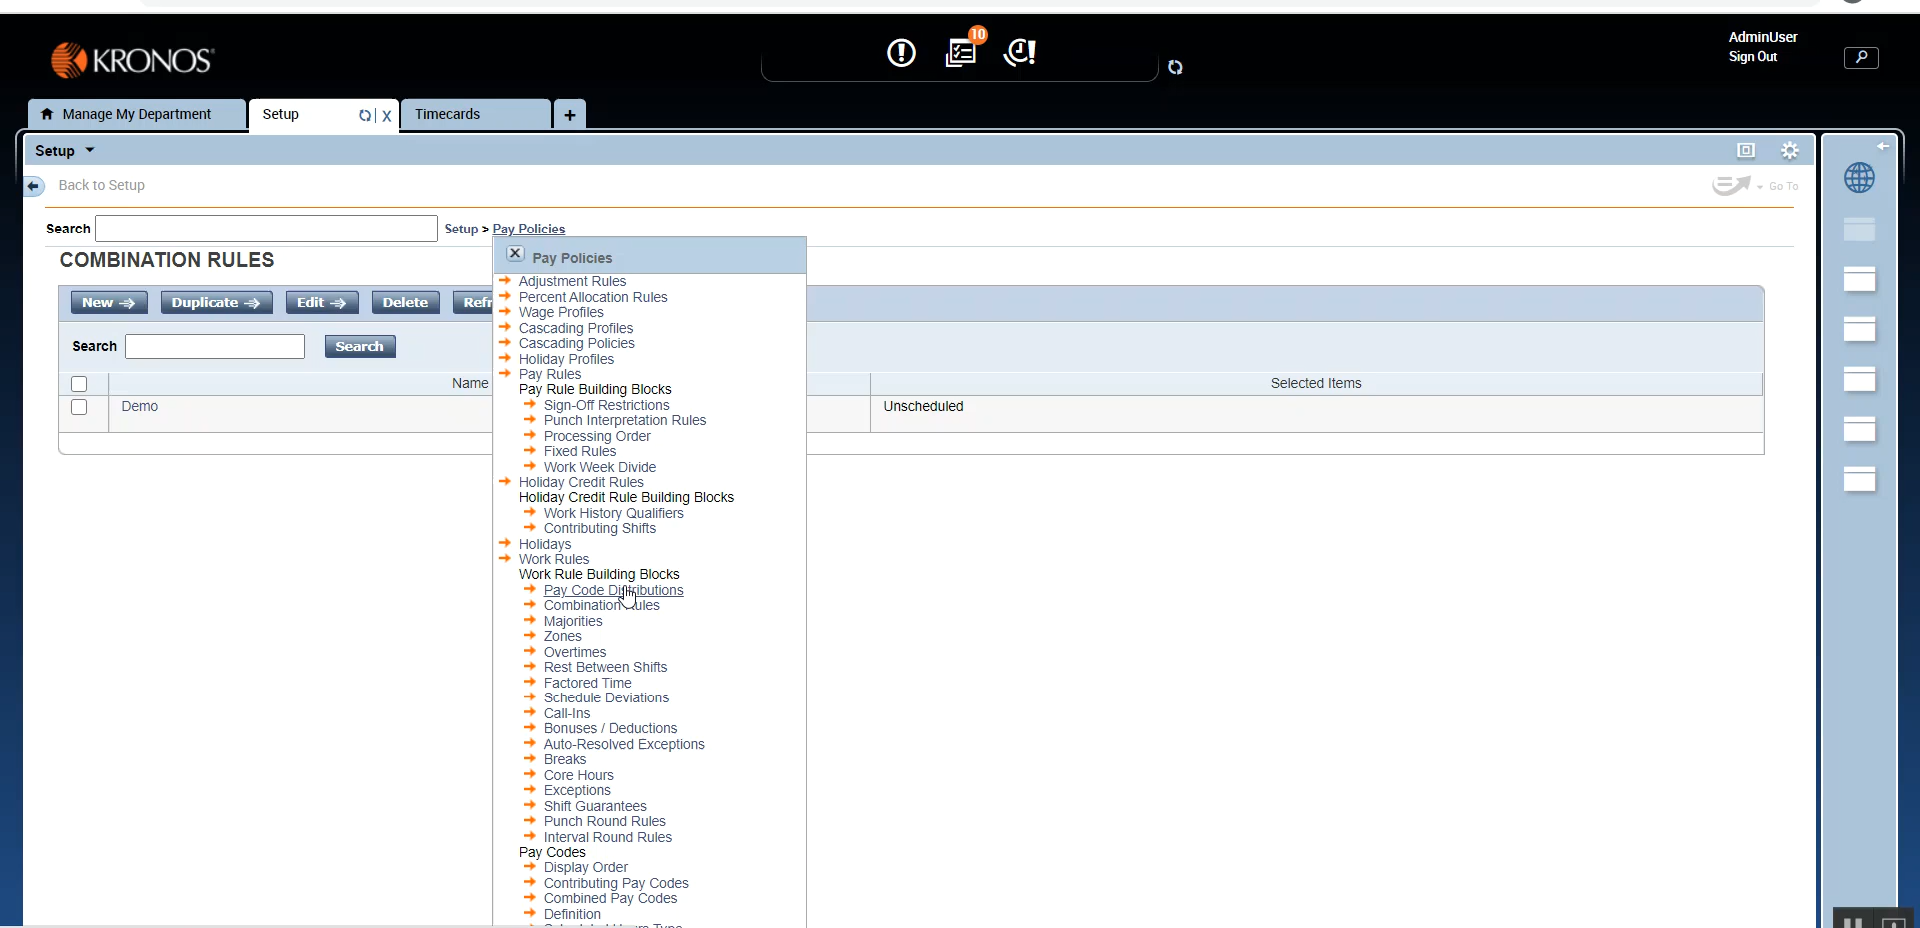 KRONOS
10
AdminUser
Sign Out
Manage My Department
Setup
X
Timecards
+
Setup
Back to Setup
Go To
Search
Setup > Pay Policies
COMBINATION RULES
X Pay Policies
New
Duplicate
Edit
Delete
Refr
Search
Search
Name
Selected Items
Demo
Unscheduled
Adjustment Rules
Percent Allocation Rules
Wage Profiles
Cascading Profiles
Cascading Policies
Holiday Profiles
Pay Rules
Pay Rule Building Blocks
Sign-Off Restrictions
Punch Interpretation Rules
Processing Order
Fixed Rules
Work Week Divide
Holiday Credit Rules
Holiday Credit Rule Building Blocks
Work History Qualifiers
Contributing Shifts
Holidays
Work Rules
Work Rule Building Blocks
Pay Code Distributions
Combination Rules
Majorities
Zones
Overtimes
Rest Between Shifts
Factored Time
Schedule Deviations
Call-Ins
Bonuses / Deductions
Auto-Resolved Exceptions
Breaks
Core Hours
Exceptions
Shift Guarantees
Punch Round Rules
Interval Round Rules
Pay Codes
Display Order
Contributing Pay Codes
Combined Pay Codes
Definition